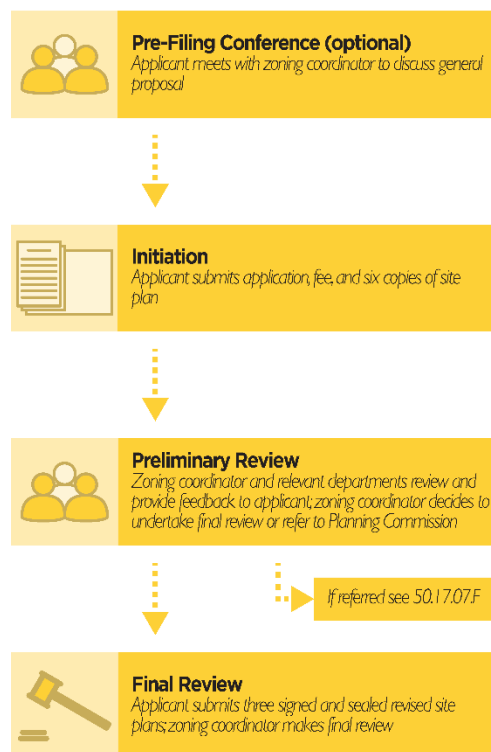 Pre-Filing Conference (optional)
Applicant meets with zoning coordinator to discuss general
proposal
Initiation
Applicant submits application, fee, and six copies of site
plan
Preliminary Review
Zoning coordinator and relevant departments review and
provide feedback to applicant; zoning coordinator decides to
undertake final review or refer to Planning Commission
If referred see 50.17.07.F
Final Review
Applicant submits three signed and sealed revised site
plans; zoning coordinator makes final review